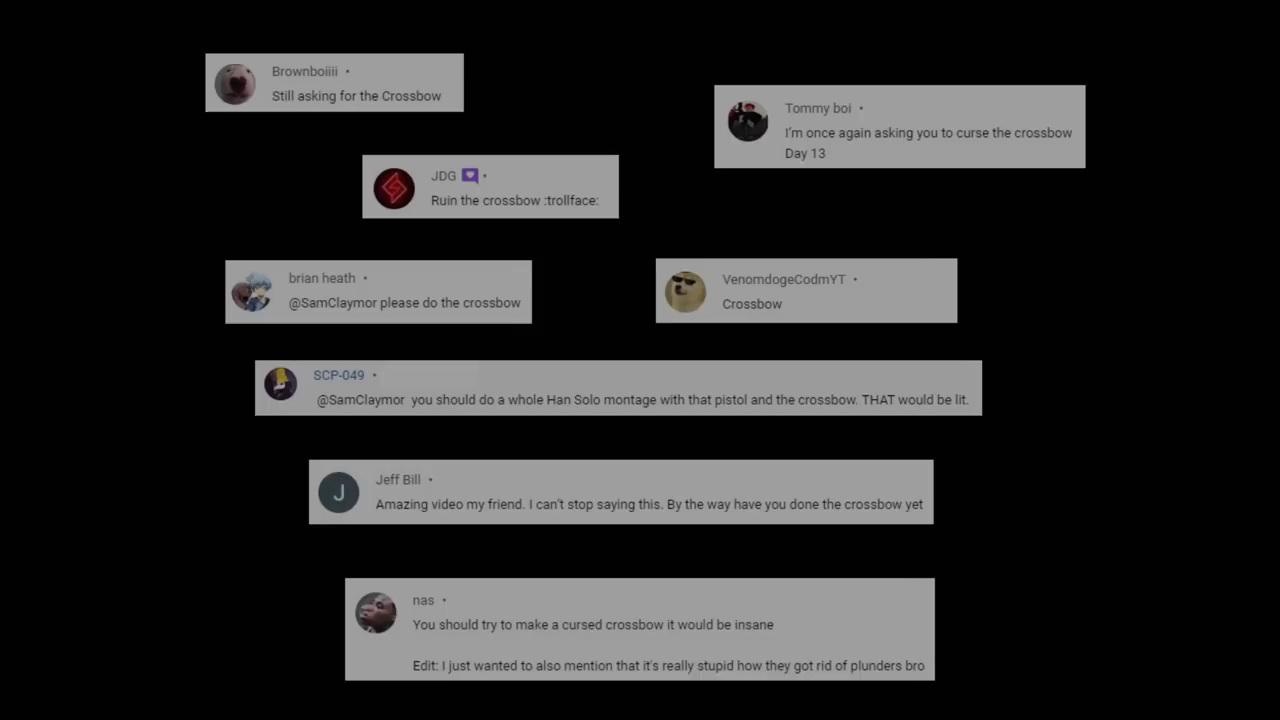 Brownboiiii •
Still asking for the Crossbow
Tommy boi •
I'm once again asking you to curse the crossbow
Day 13
JDG •
Ruin the crossbow :trollface:
brian heath •
@SamClaymor please do the crossbow
VenomdogeCodmYT •
Crossbow
SCP-049 •
@SamClaymor you should do a whole Han Solo montage with that pistol and the crossbow. THAT would be lit.
J
Jeff Bill •
Amazing video my friend. I can't stop saying this. By the way have you done the crossbow yet
nas •
You should try to make a cursed crossbow it would be insane
Edit: I just wanted to also mention that it's really stupid how they got rid of plunders bro